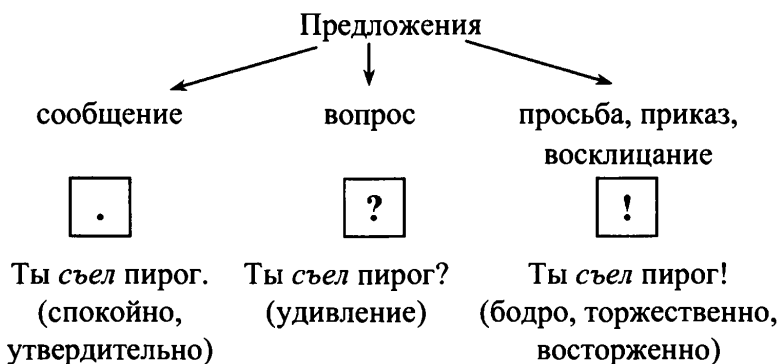 Предложения
сообщение
вопрос
просьба, приказ,
восклицание
.
?
!
Ты съел пирог.
(спокойно,
утвердительно)
Ты съел пирог?
(удивление)
Ты съел пирог!
(бодро, торжественно,
восторженно)